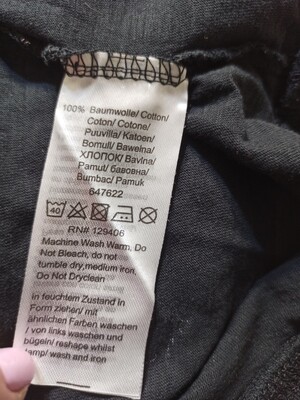 100% Baumwolle/ Cotton/
Coton/ Cotone/
Puuvilla/ Katoen/
Bomull/ Bawełna/
ХЛОПОК/ Bavlna/
Pamut/ бавовна/
Bumbac/ Pamuk
647622
40
RN# 129406
Machine Wash Warm, Do
Not Bleach, do not
tumble dry,medium iron,
Do Not Dryclean
in feuchtem Zustand In
Form ziehen/ mit
ähnlichen Farben waschen
/ von links waschen und
bügeln/ reshape whilst
damp/ wash and iron